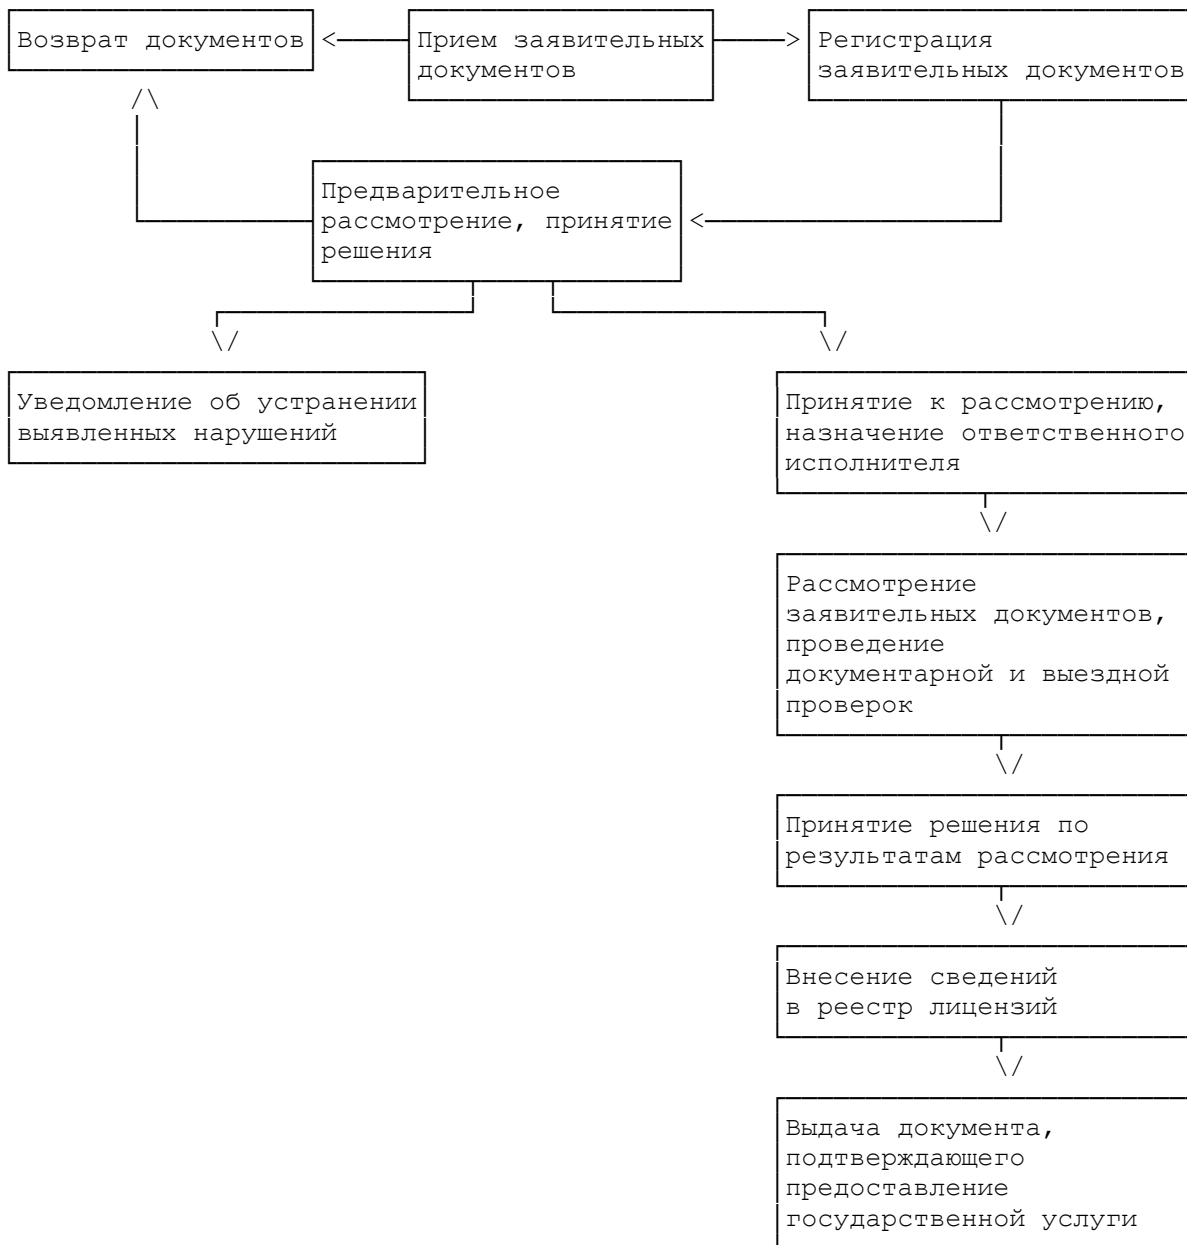 Возврат документов
Прием заявительных
документов
Регистрация
заявительных документов
Предварительное
рассмотрение, принятие
решения
Уведомление об устранении
выявленных нарушений
Принятие к рассмотрению,
назначение ответственного
исполнителя
Рассмотрение
заявительных документов,
проведение
документарной и выездной
проверок
Принятие решения по
результатам рассмотрения
Внесение сведений
в реестр лицензий
Выдача документа,
подтверждающего
предоставление
государственной услуги